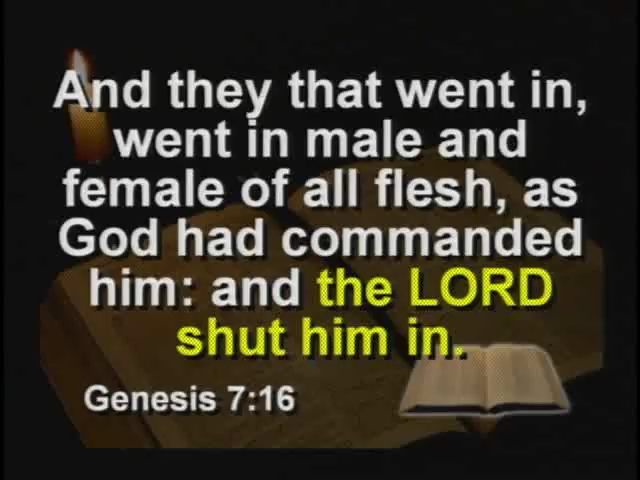 And they that went in,
went in male and
female of all flesh, as
God had commanded
him: and the LORD
shut him in.
Genesis 7:16